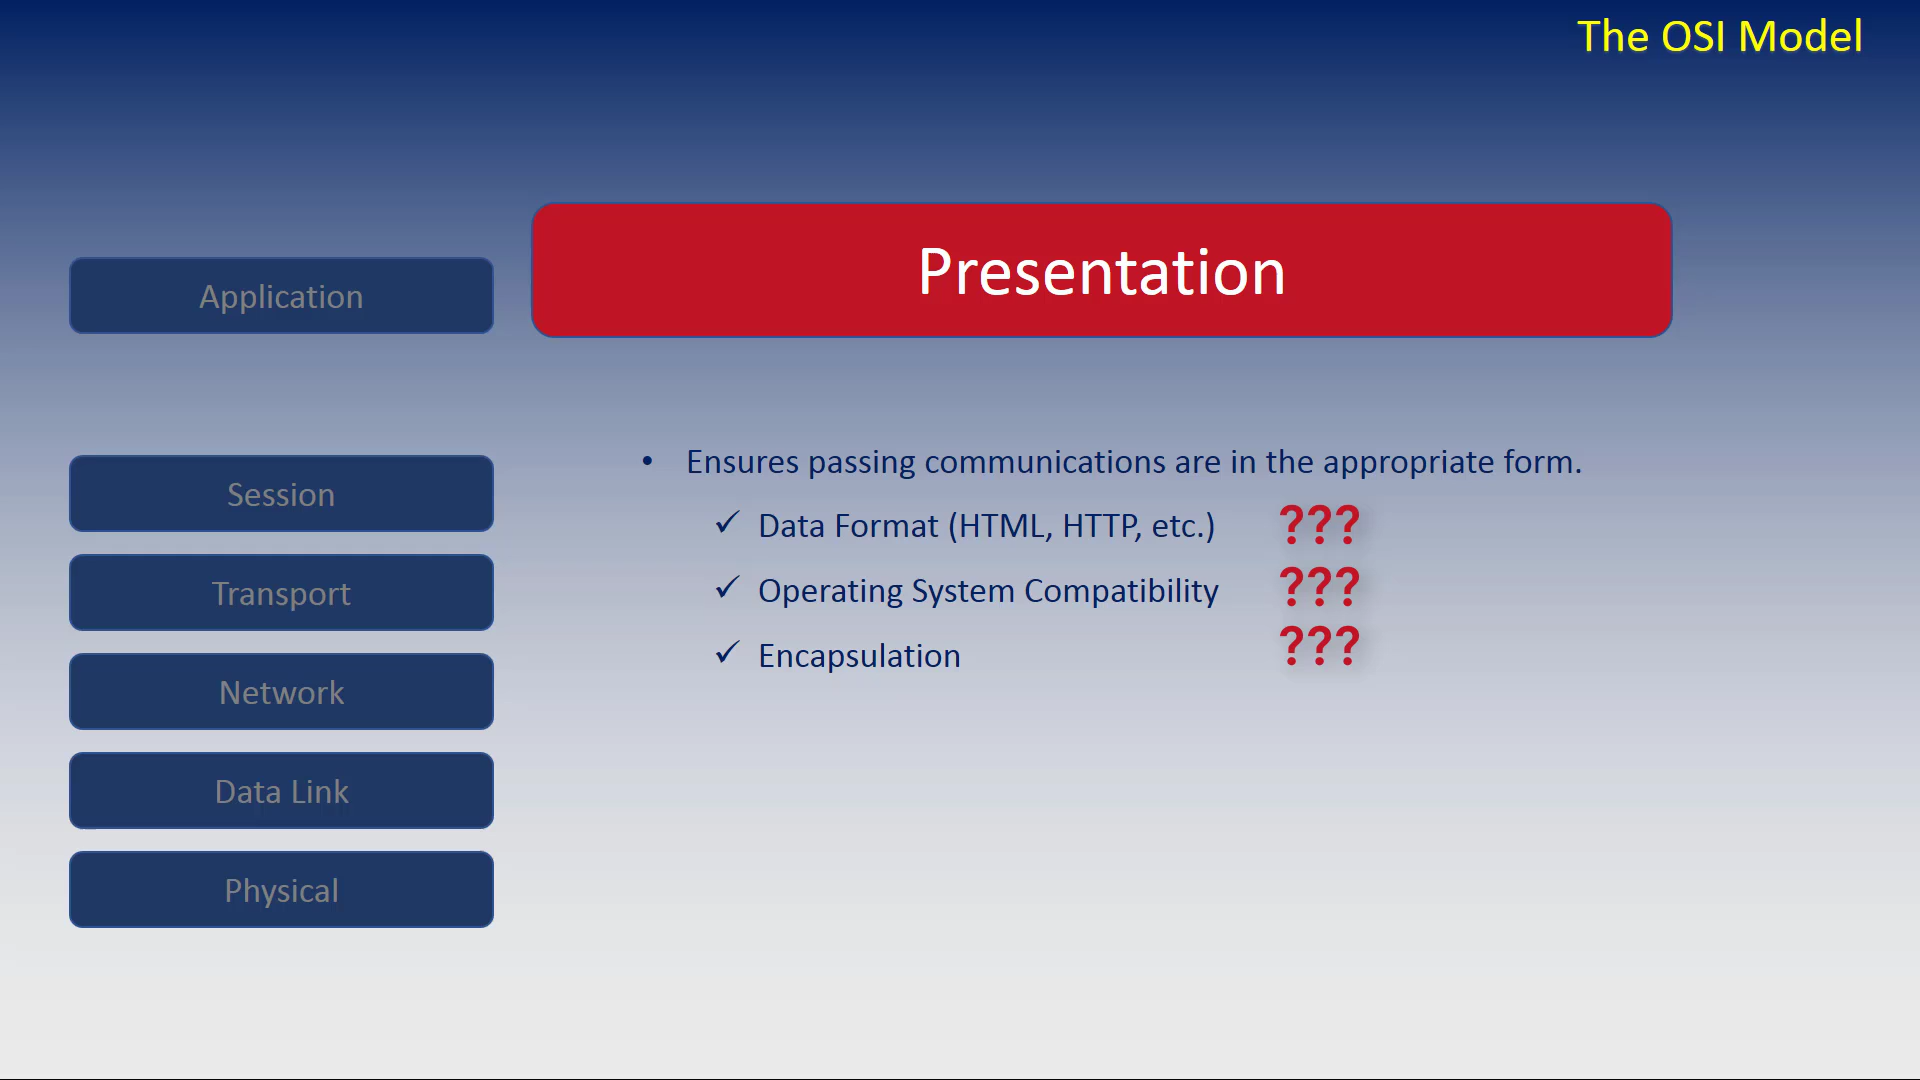 The OSI Model
Presentation
Application
Session
Transport
Network
Data Link
Physical
• Ensures passing communications are in the appropriate form.
✓ Data Format (HTML, HTTP, etc.) ???
✓ Operating System Compatibility ???
✓ Encapsulation ???